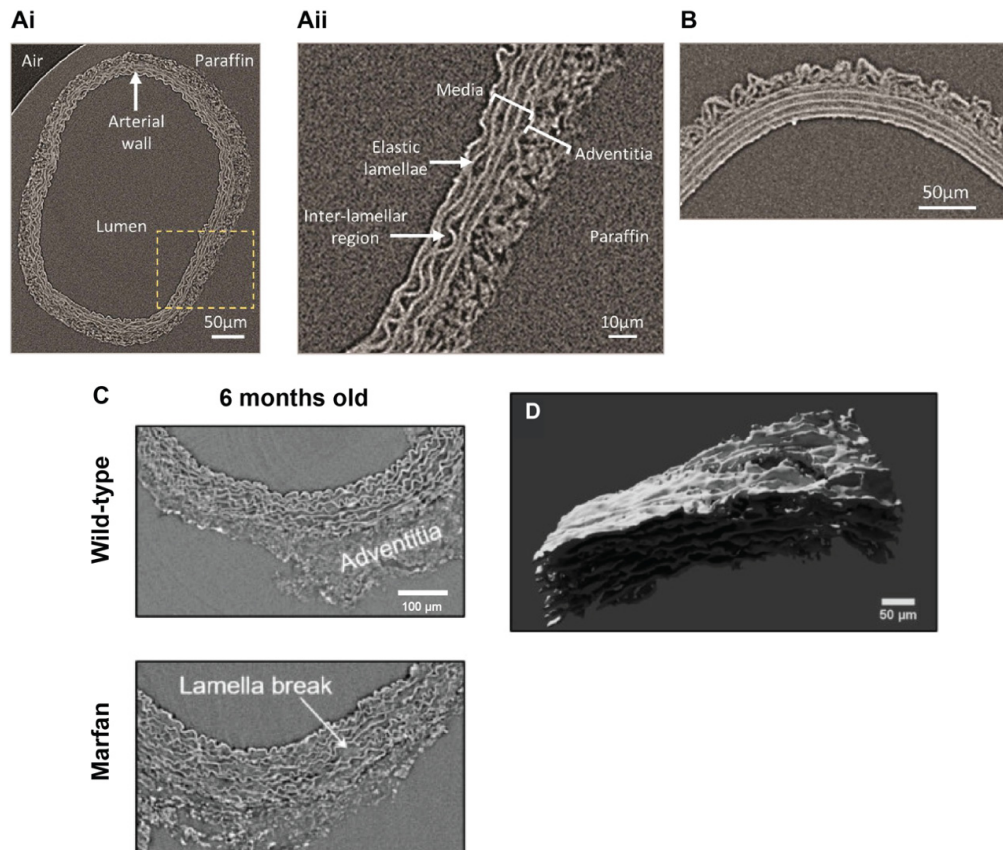 Ai
Air
Paraffin
Arterial
wall
Lumen
50µm
Aii
Media
Elastic
lamellae
Adventitia
Inter-lamellar
region
Paraffin
10µm
B
50µm
C
6 months old
Wild-type
Adventitia
100 µm
D
50 µm
Marfan
Lamella break